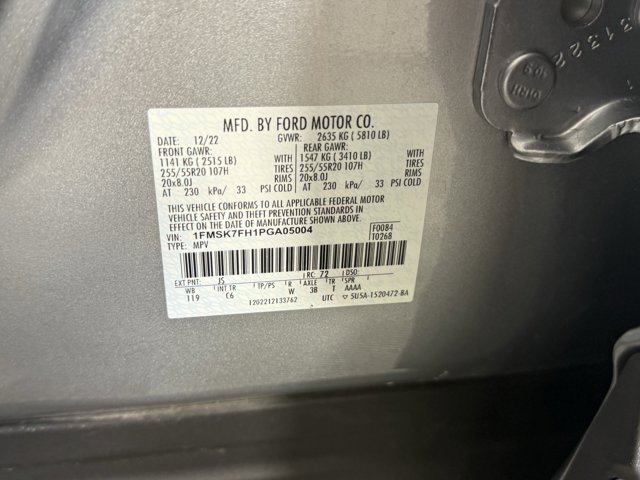 MFD. BY FORD MOTOR CO.
DATE: 12/22 GVWR: 2635 KG ( 5810 LB)
FRONT GAWR: REAR GAWR:
1141 KG ( 2515 LB) WITH 1547 KG ( 3410 LB) WITH
255/55R20 107H TIRES 255/55R20 107H TIRES
20x8.0J RIMS 20x8.0J RIMS
AT 230 kPa/ 33 PSI COLD AT 230 kPa/ 33 PSI COLD
THIS VEHICLE CONFORMS TO ALL APPLICABLE FEDERAL MOTOR
VEHICLE SAFETY AND THEFT PREVENTION STANDARDS IN
EFFECT ON THE DATE OF MANUFACTURE SHOWN ABOVE.
VIN: 1FMSK7FH1PGA05004 F0084
TYPE: MPV T0268
EXT PNT: JS RC: 72 DSO:
WB INT TR TP/PS R AXLE TR SPR
119 C6 W 3B T AAAA
1202212133762 UTC ▽ 5U5A-1520472-BA
31322